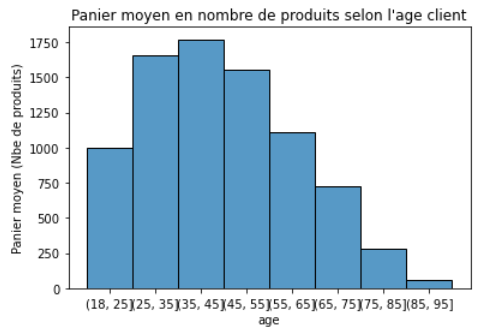 Panier moyen en nombre de produits selon l'age client
Panier moyen (Nbe de produits)
1750
1500
1250
1000
750
500
250
0
(18, 25] (25, 35] (35, 45] (45, 55] (55, 65] (65, 75] (75, 85] (85, 95]
age